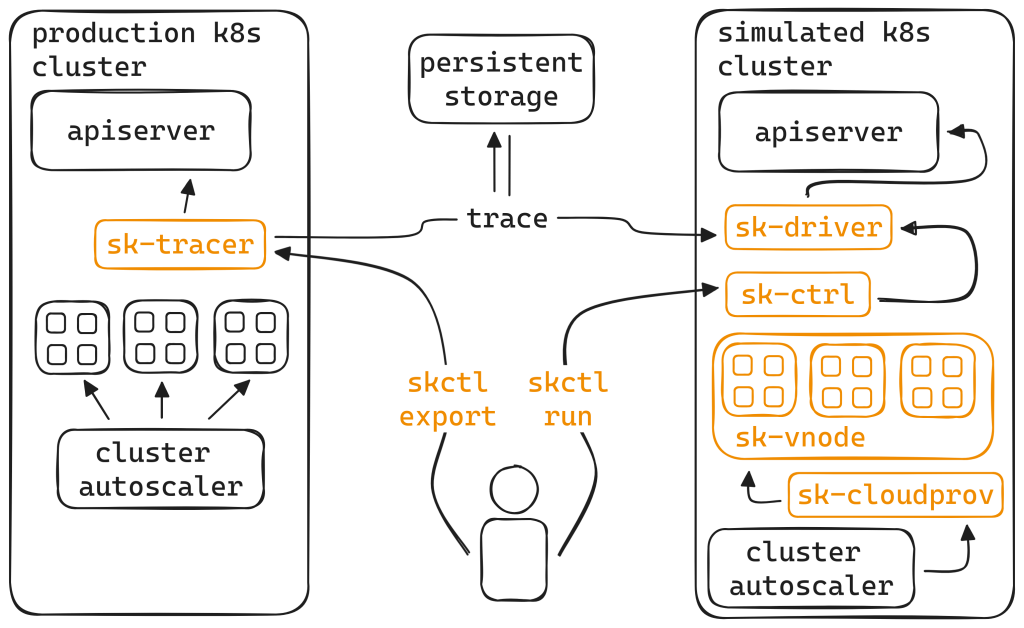 production k8s
cluster
apiserver
sk-tracer
cluster
autoscaler
persistent
storage
trace
skctl
export
skctl
run
simulated k8s
cluster
apiserver
sk-driver
sk-ctrl
sk-vnode
sk-cloudprov
cluster
autoscaler